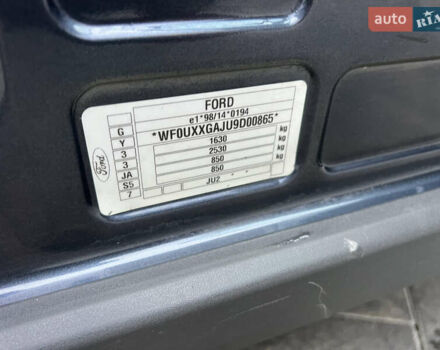 auto RIA
FORD
e1*98/14*0194
*WF0UXXGAJU9D00865*
G
Y 1630 kg
3 2530 kg
3 850 kg
JA 850 kg
S5
7 JU2
Ford